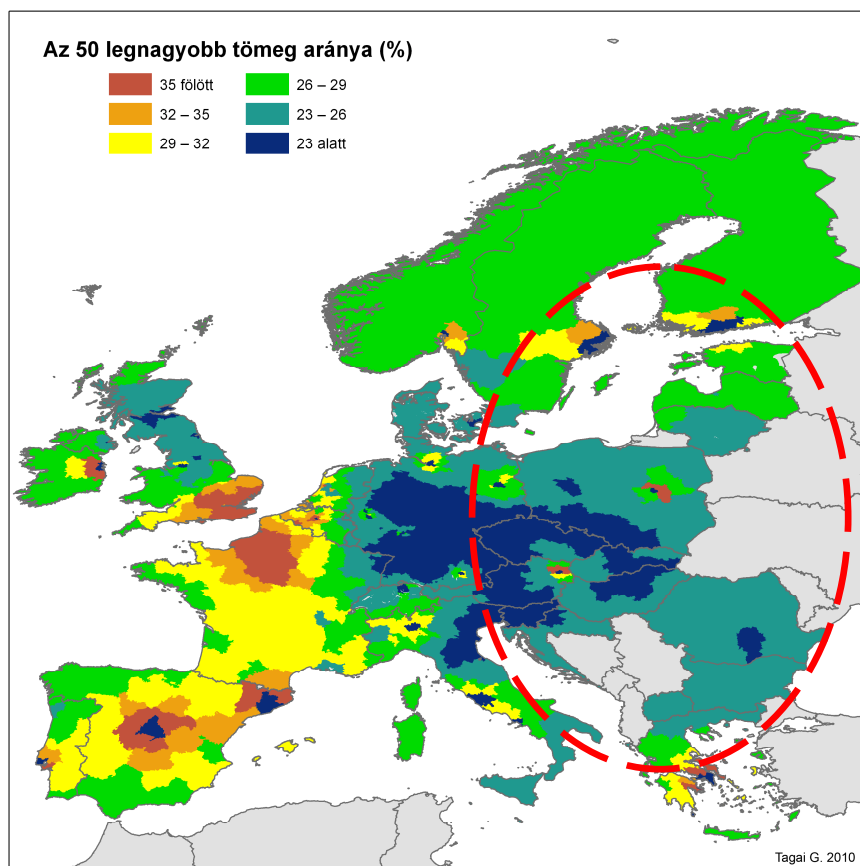 Az 50 legnagyobb tömeg aránya (%)
35 fölött
32 – 35
29 – 32
26 – 29
23 – 26
23 alatt
Tagai G. 2010